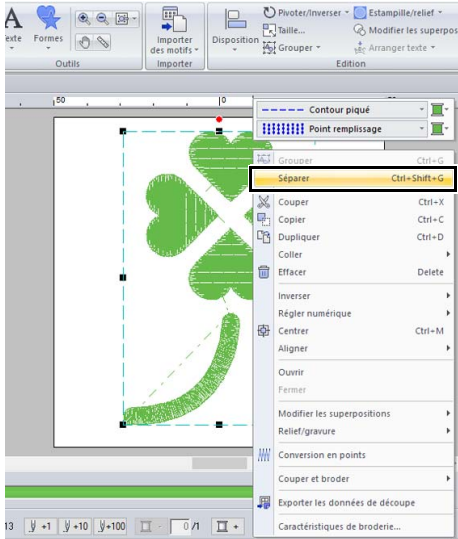 Texte
Formes
Importer des motifs
Disposition
Pivoter/Inverser
Estampille/relief
Taille...
Modifier les superpos
Grouper
Arranger texte
Outils
Importer
Edition
50
0
Contour piqué
Point remplissage
Grouper Ctrl+G
Séparer Ctrl+Shift+G
Couper Ctrl+X
Copier Ctrl+C
Dupliquer Ctrl+D
Coller
Effacer Delete
Inverser
Régler numérique
Centrer Ctrl+M
Aligner
Ouvrir
Fermer
Modifier les superpositions
Relief/gravure
Conversion en points
Couper et broder
Exporter les données de découpe
Caractéristiques de broderie...
13 +1 +10 +100 - 0 /1 +